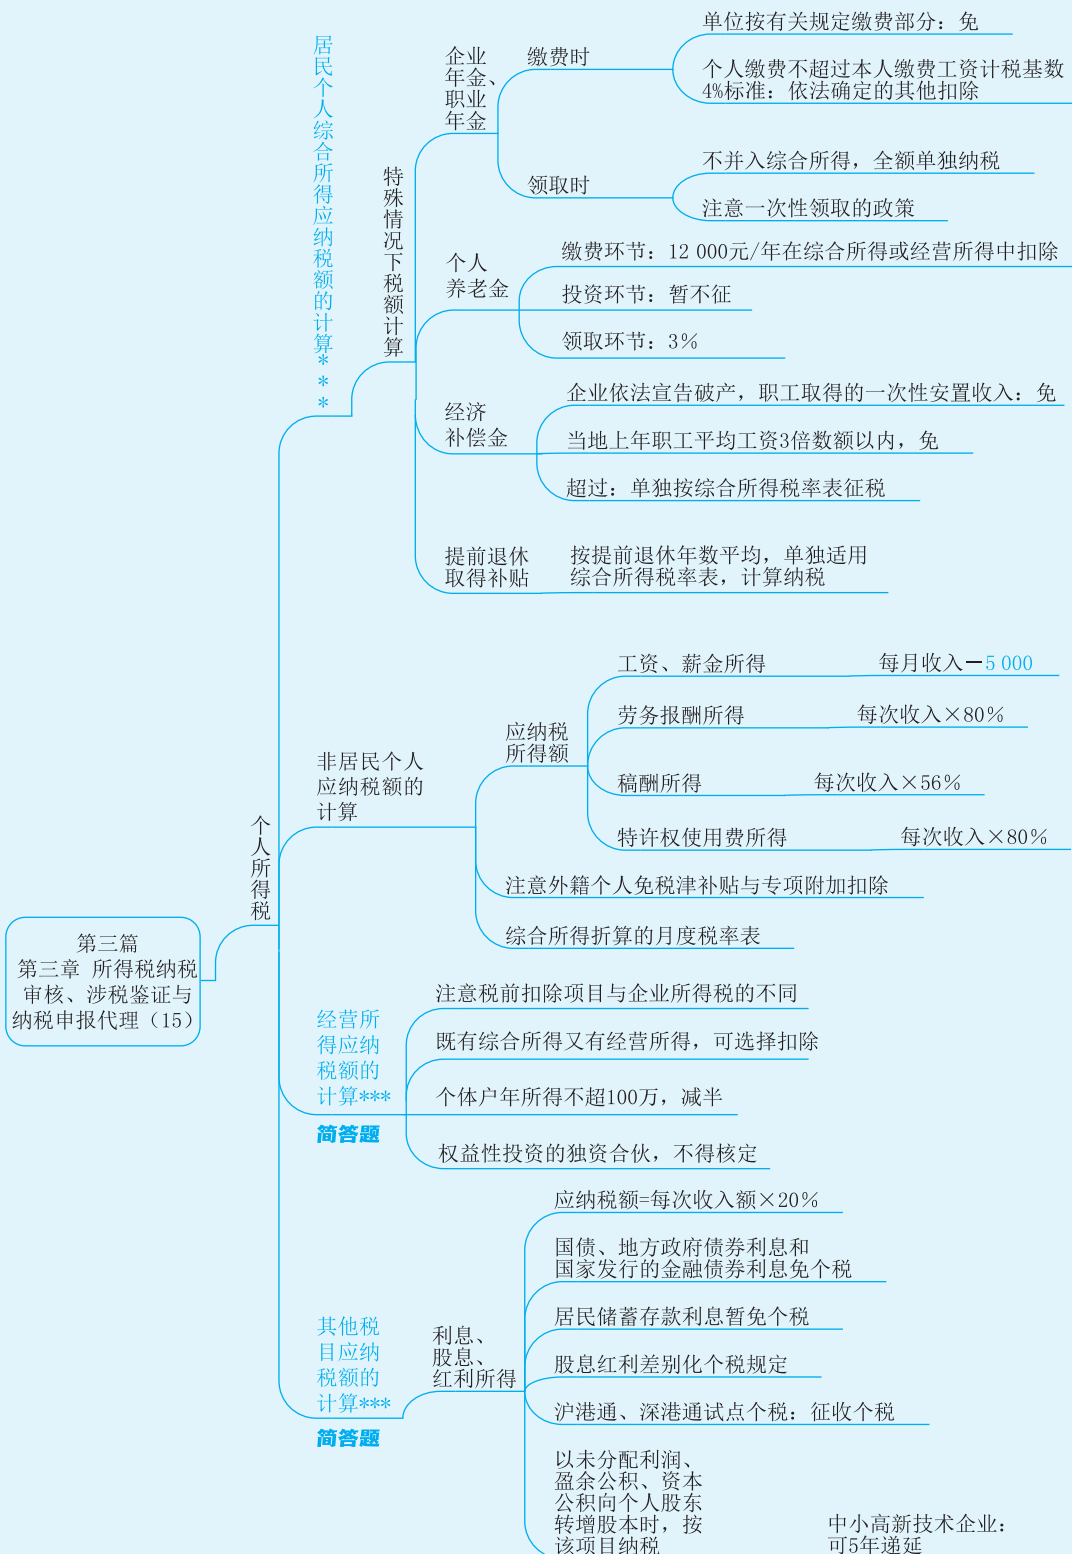 第三篇
第三章 所得税纳税
审核、涉税鉴证与
纳税申报代理（15）
个人所得税
居民个人综合所得应纳税额的计算***
特殊情况下税额计算
企业
年金、
职业
年金
缴费时
单位按有关规定缴费部分：免
个人缴费不超过本人缴费工资计税基数
4%标准：依法确定的其他扣除
领取时
不并入综合所得，全额单独纳税
注意一次性领取的政策
个人
养老金
缴费环节：12 000元/年在综合所得或经营所得中扣除
投资环节：暂不征
领取环节：3%
经济
补偿金
企业依法宣告破产，职工取得的一次性安置收入：免
当地上年职工平均工资3倍数额以内，免
超过：单独按综合所得税率表征税
提前退休
取得补贴
按提前退休年数平均，单独适用
综合所得税率表，计算纳税
非居民个人
应纳税额的
计算
应纳税
所得额
工资、薪金所得
每月收入－5 000
劳务报酬所得
每次收入×80%
稿酬所得
每次收入×56%
特许权使用费所得
每次收入×80%
注意外籍个人免税津补贴与专项附加扣除
综合所得折算的月度税率表
经营所
得应纳
税额的
计算***
简答题
注意税前扣除项目与企业所得税的不同
既有综合所得又有经营所得，可选择扣除
个体户年所得不超100万，减半
权益性投资的独资合伙，不得核定
其他税
目应纳
税额的
计算***
简答题
利息、
股息、
红利所得
应纳税额=每次收入额×20%
国债、地方政府债券利息和
国家发行的金融债券利息免个税
居民储蓄存款利息暂免个税
股息红利差别化个税规定
沪港通、深港通试点个税：征收个税
以未分配利润、
盈余公积、资本
公积向个人股东
转增股本时，按
该项目纳税
中小高新技术企业：
可5年递延